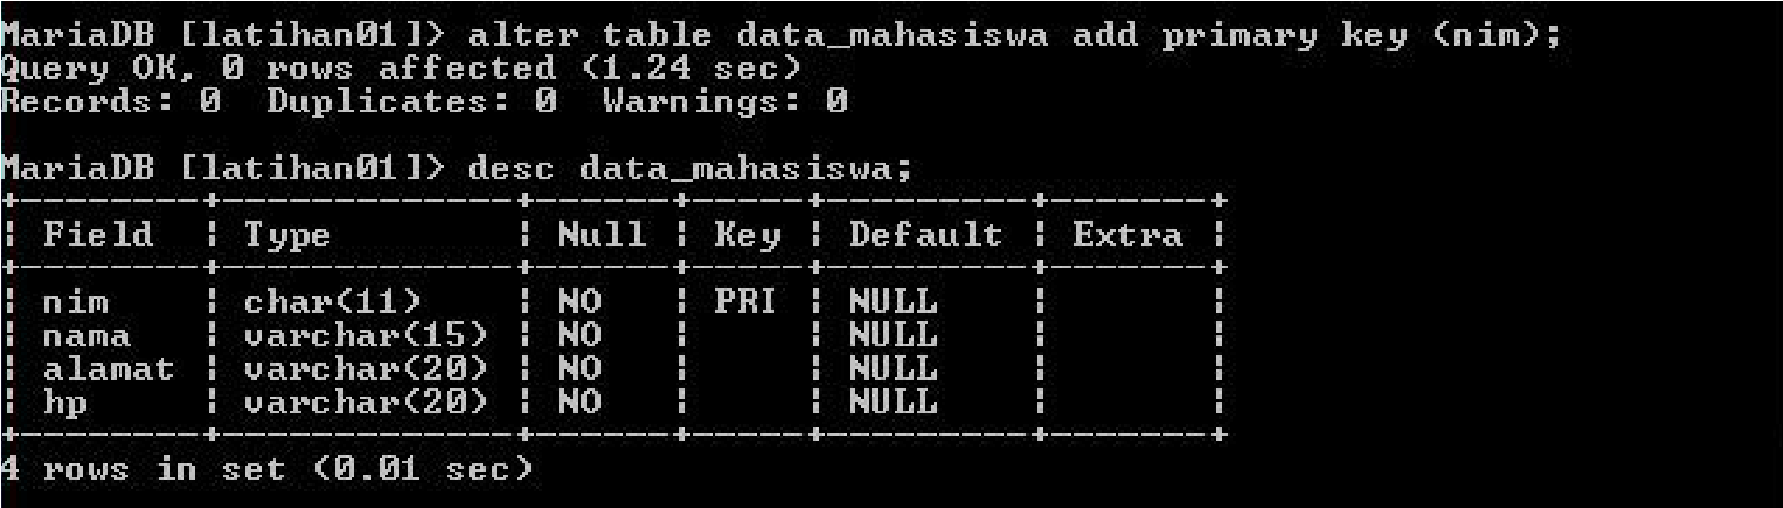 MariaDB [latihan01]> alter table data_mahasiswa add primary key (nim);
Query OK, 0 rows affected (1.24 sec)
Records: 0  Duplicates: 0  Warnings: 0

MariaDB [latihan01]> desc data_mahasiswa;
+--------+-------------+------+-----+---------+-------+
| Field  | Type        | Null | Key | Default | Extra |
+--------+-------------+------+-----+---------+-------+
| nim    | char(11)    | NO   | PRI | NULL    |       |
| nama   | varchar(15) | NO   |     | NULL    |       |
| alamat | varchar(20) | NO   |     | NULL    |       |
| hp     | varchar(20) | NO   |     | NULL    |       |
+--------+-------------+------+-----+---------+-------+
4 rows in set (0.01 sec)